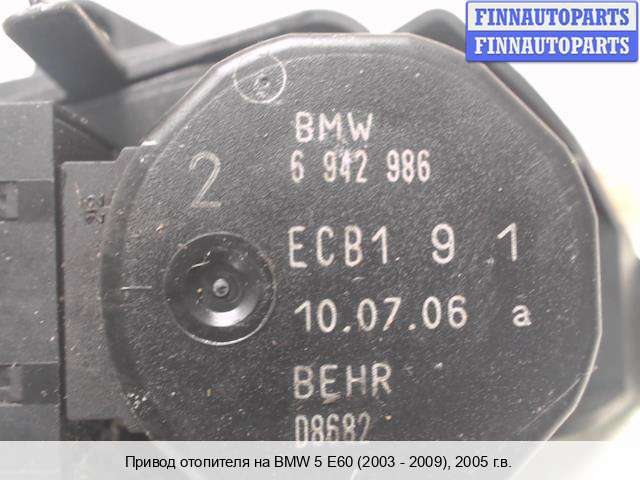 FINNAUTOPARTS
FINNAUTOPARTS
BMW
6 942 986
2
ECB1 9 1
10.07.06 a
BEHR
D8682
Привод отопителя на BMW 5 E60 (2003 - 2009), 2005 г.в.